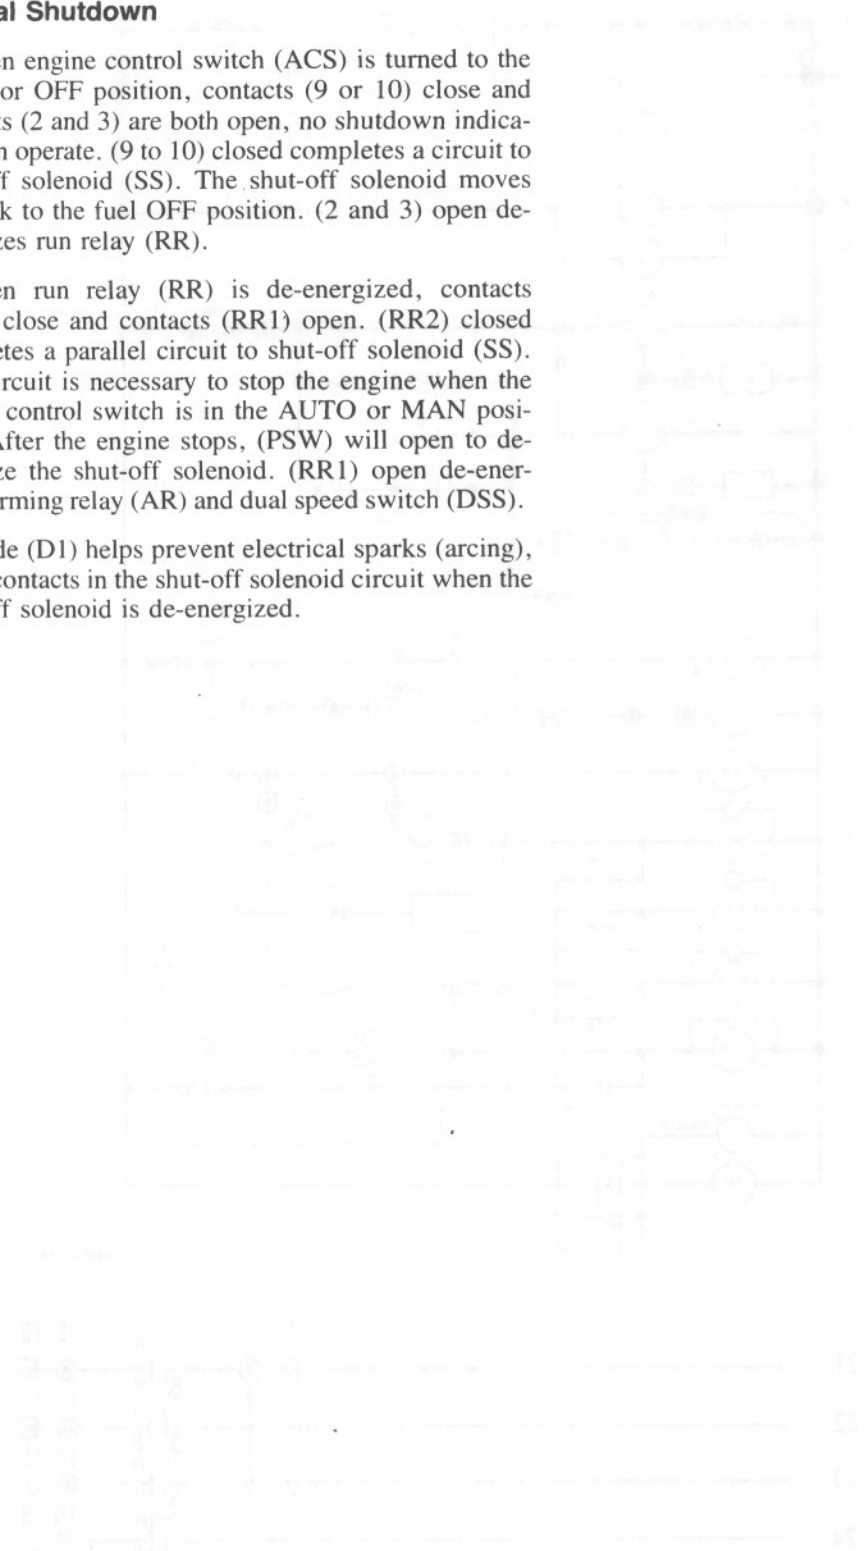 al Shutdown
n engine control switch (ACS) is turned to the
or OFF position, contacts (9 or 10) close and
s (2 and 3) are both open, no shutdown indica-
n operate. (9 to 10) closed completes a circuit to
f solenoid (SS). The shut-off solenoid moves
k to the fuel OFF position. (2 and 3) open de-
es run relay (RR).
n run relay (RR) is de-energized, contacts
close and contacts (RR1) open. (RR2) closed
etes a parallel circuit to shut-off solenoid (SS).
rcuit is necessary to stop the engine when the
control switch is in the AUTO or MAN posi-
After the engine stops, (PSW) will open to de-
ze the shut-off solenoid. (RR1) open de-ener-
rming relay (AR) and dual speed switch (DSS).
de (D1) helps prevent electrical sparks (arcing),
contacts in the shut-off solenoid circuit when the
f solenoid is de-energized.